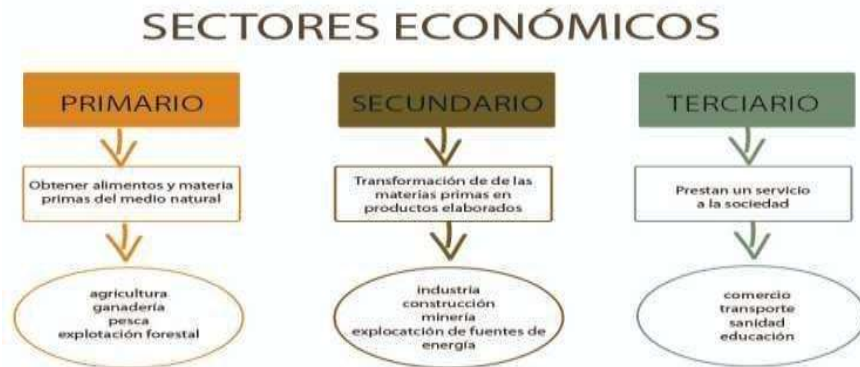 SECTORES ECONÓMICOS
PRIMARIO
Obtener alimentos y materia
primas del medio natural
agricultura
ganadería
pesca
explotación forestal
SECUNDARIO
Transformación de de las
materias primas en
productos elaborados
industria
construcción
minería
explocatción de fuentes de
energía
TERCIARIO
Prestan un servicio
a la sociedad
comercio
transporte
sanidad
educación